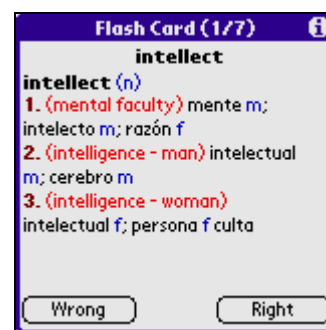 Flash Card (1/7)
intellect
intellect (n)
1. (mental faculty) mente m;
intelecto m; razón f
2. (intelligence - man) intelectual
m; cerebro m
3. (intelligence - woman)
intelectual f; persona f culta
Wrong Right